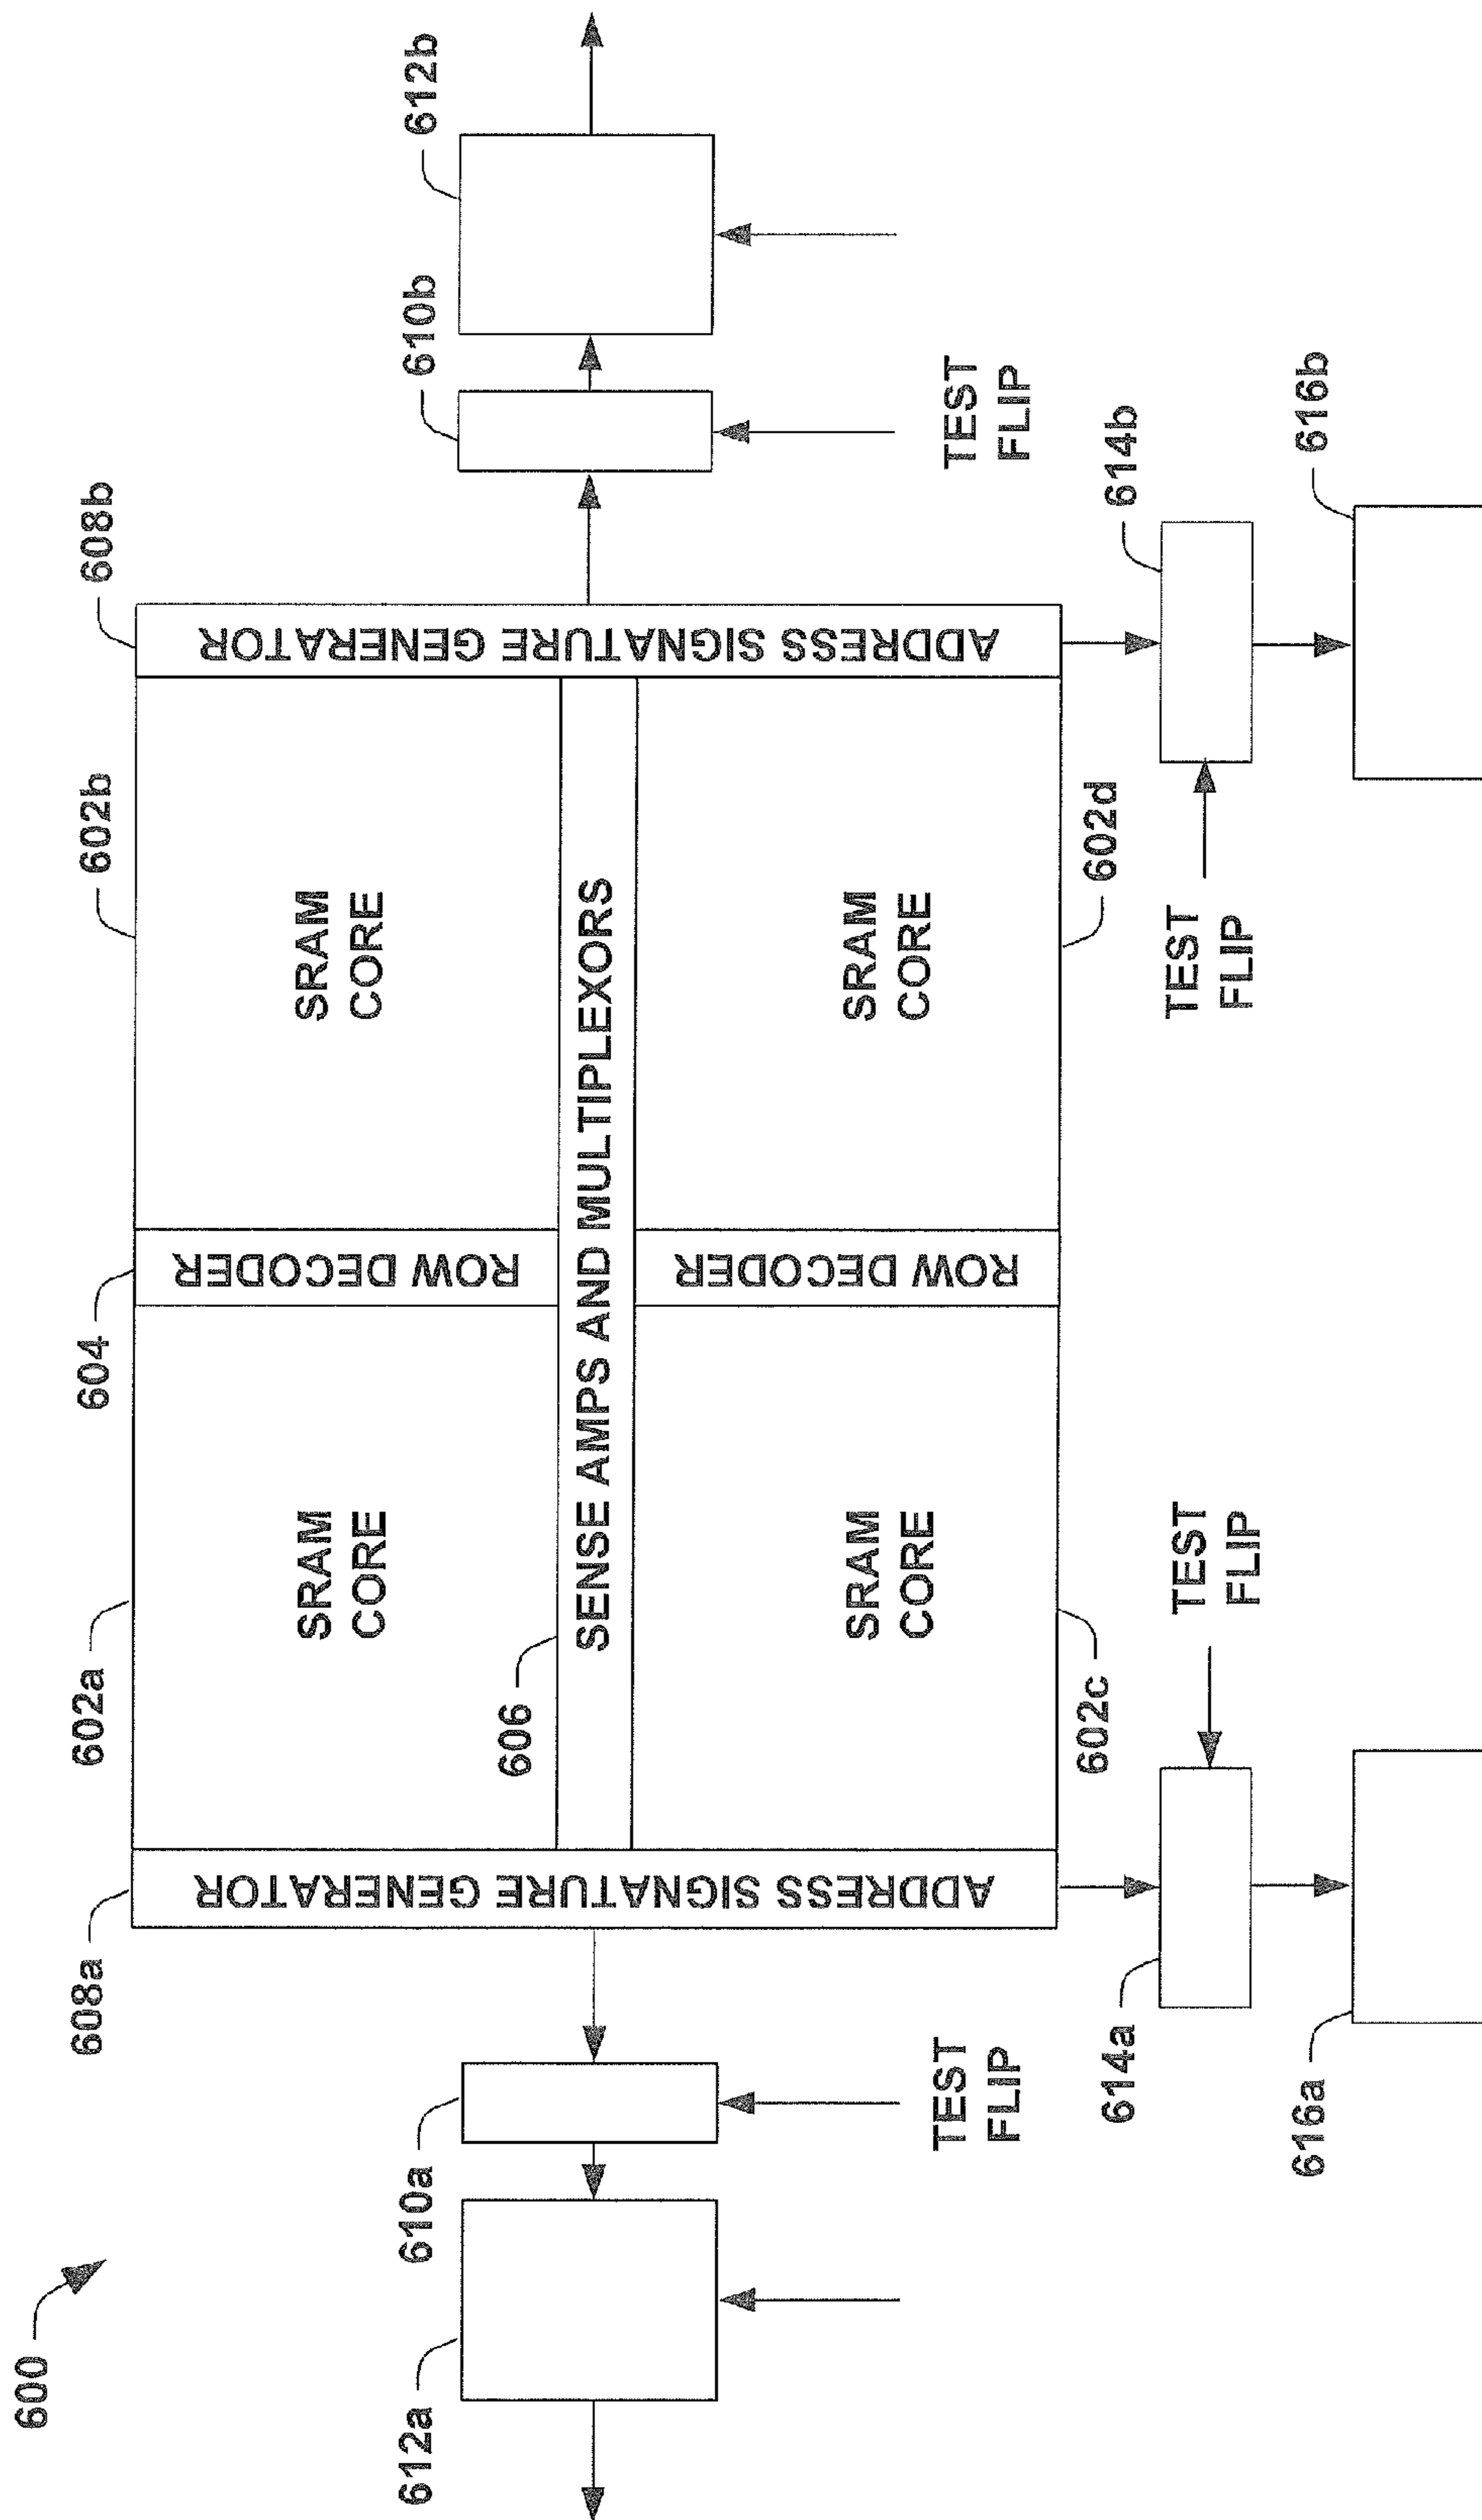 600
608a
602a
604
602b
608b
612a
610a
610b
612b
ADDRESS SIGNATURE GENERATOR
SRAM
CORE
ROW DECODER
SRAM
CORE
ADDRESS SIGNATURE GENERATOR
606
SENSE AMPS AND MULTIPLEXORS
SRAM
CORE
ROW DECODER
SRAM
CORE
TEST
FLIP
TEST
FLIP
602c
602d
614a
TEST
FLIP
TEST
FLIP
614b
616a
616b